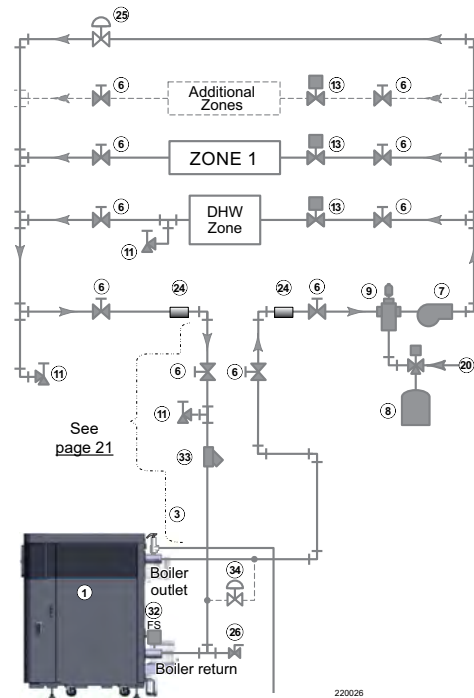 25
6
Additional
Zones
13
6
6
ZONE 1
13
6
6
DHW
Zone
13
6
11
6
24
24
6
9
7
11
6
6
20
8
11
See
page 21
33
3
34
Boiler
outlet
1
32
FS
26
Boiler return
220026